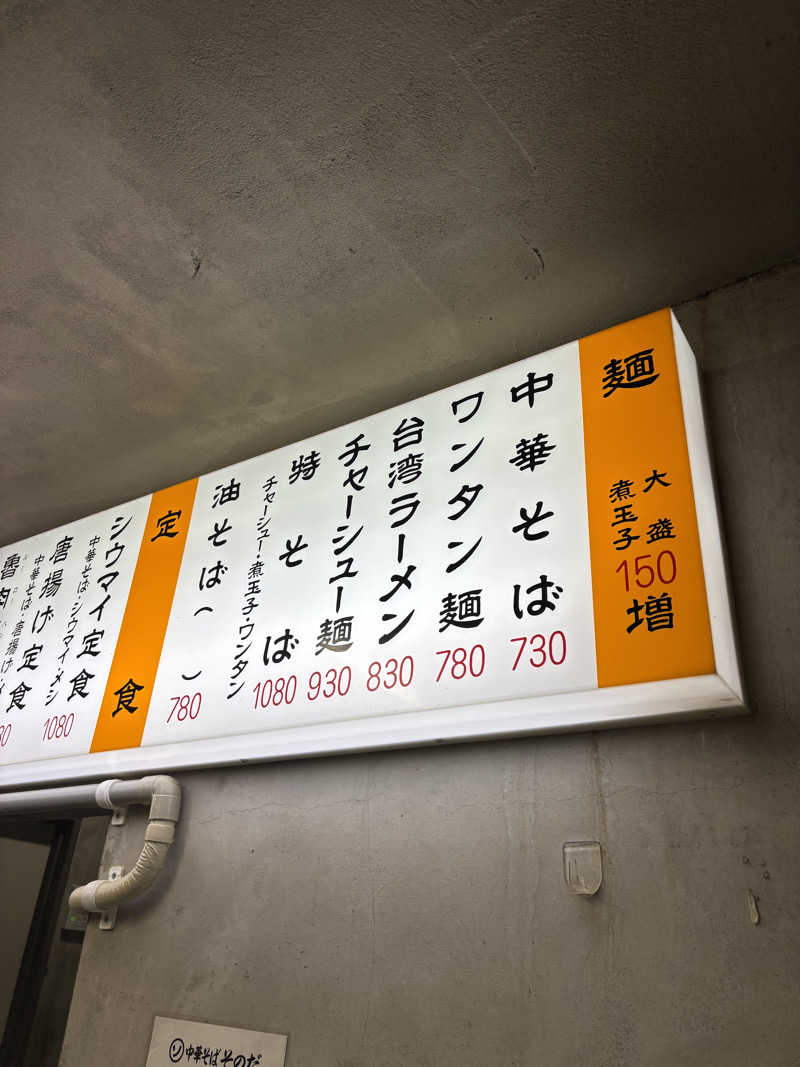 麺
大盛
煮玉子
150
増
中華そば
730
ワンタン麺
780
台湾ラーメン
830
チャーシュー麺
930
特そば
チャーシュー・煮玉子・ワンタン
1080
油そば( )
780
定食
シウマイ定食
中華そば・シウマイ・メシ
1080
唐揚げ定食
中華そば・唐揚げ・
魯肉
中華そばそのだ